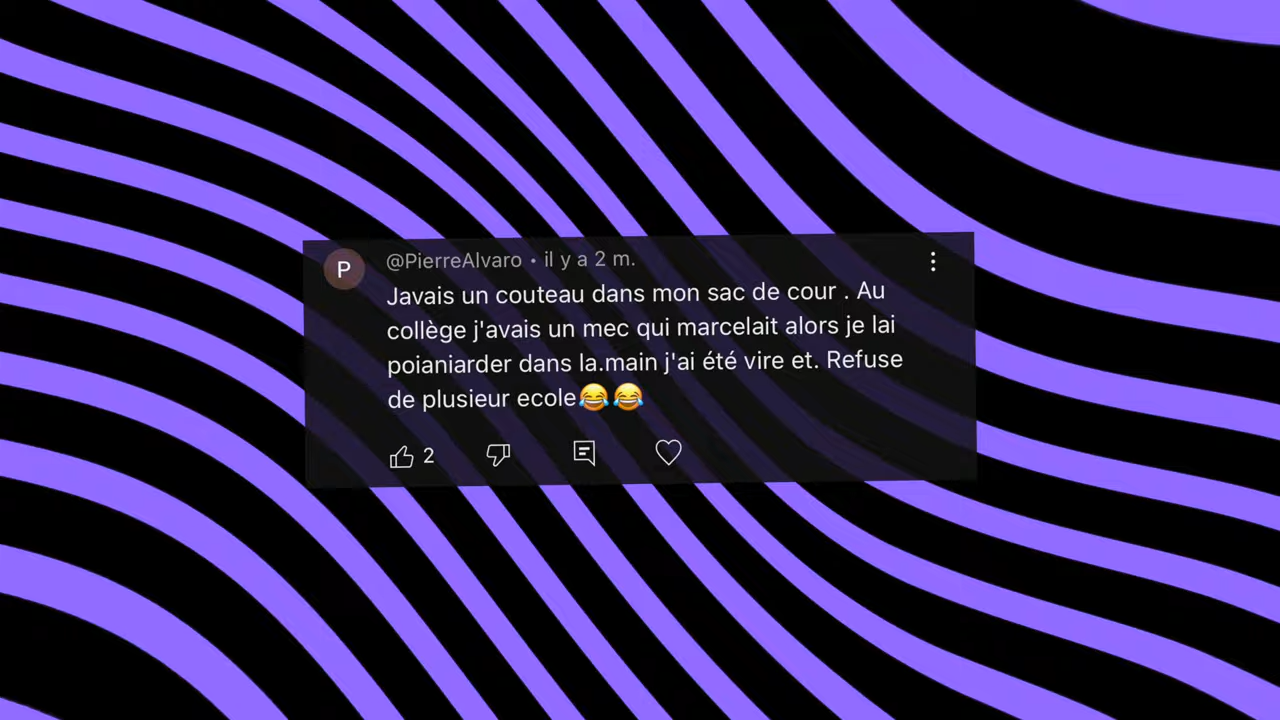 P
@PierreAlvaro • il y a 2 m.
Javais un couteau dans mon sac de cour . Au
collège j'avais un mec qui marcelait alors je lai
poianiarder dans la.main j'ai été vire et. Refuse
de plusieur ecole😂😂
2